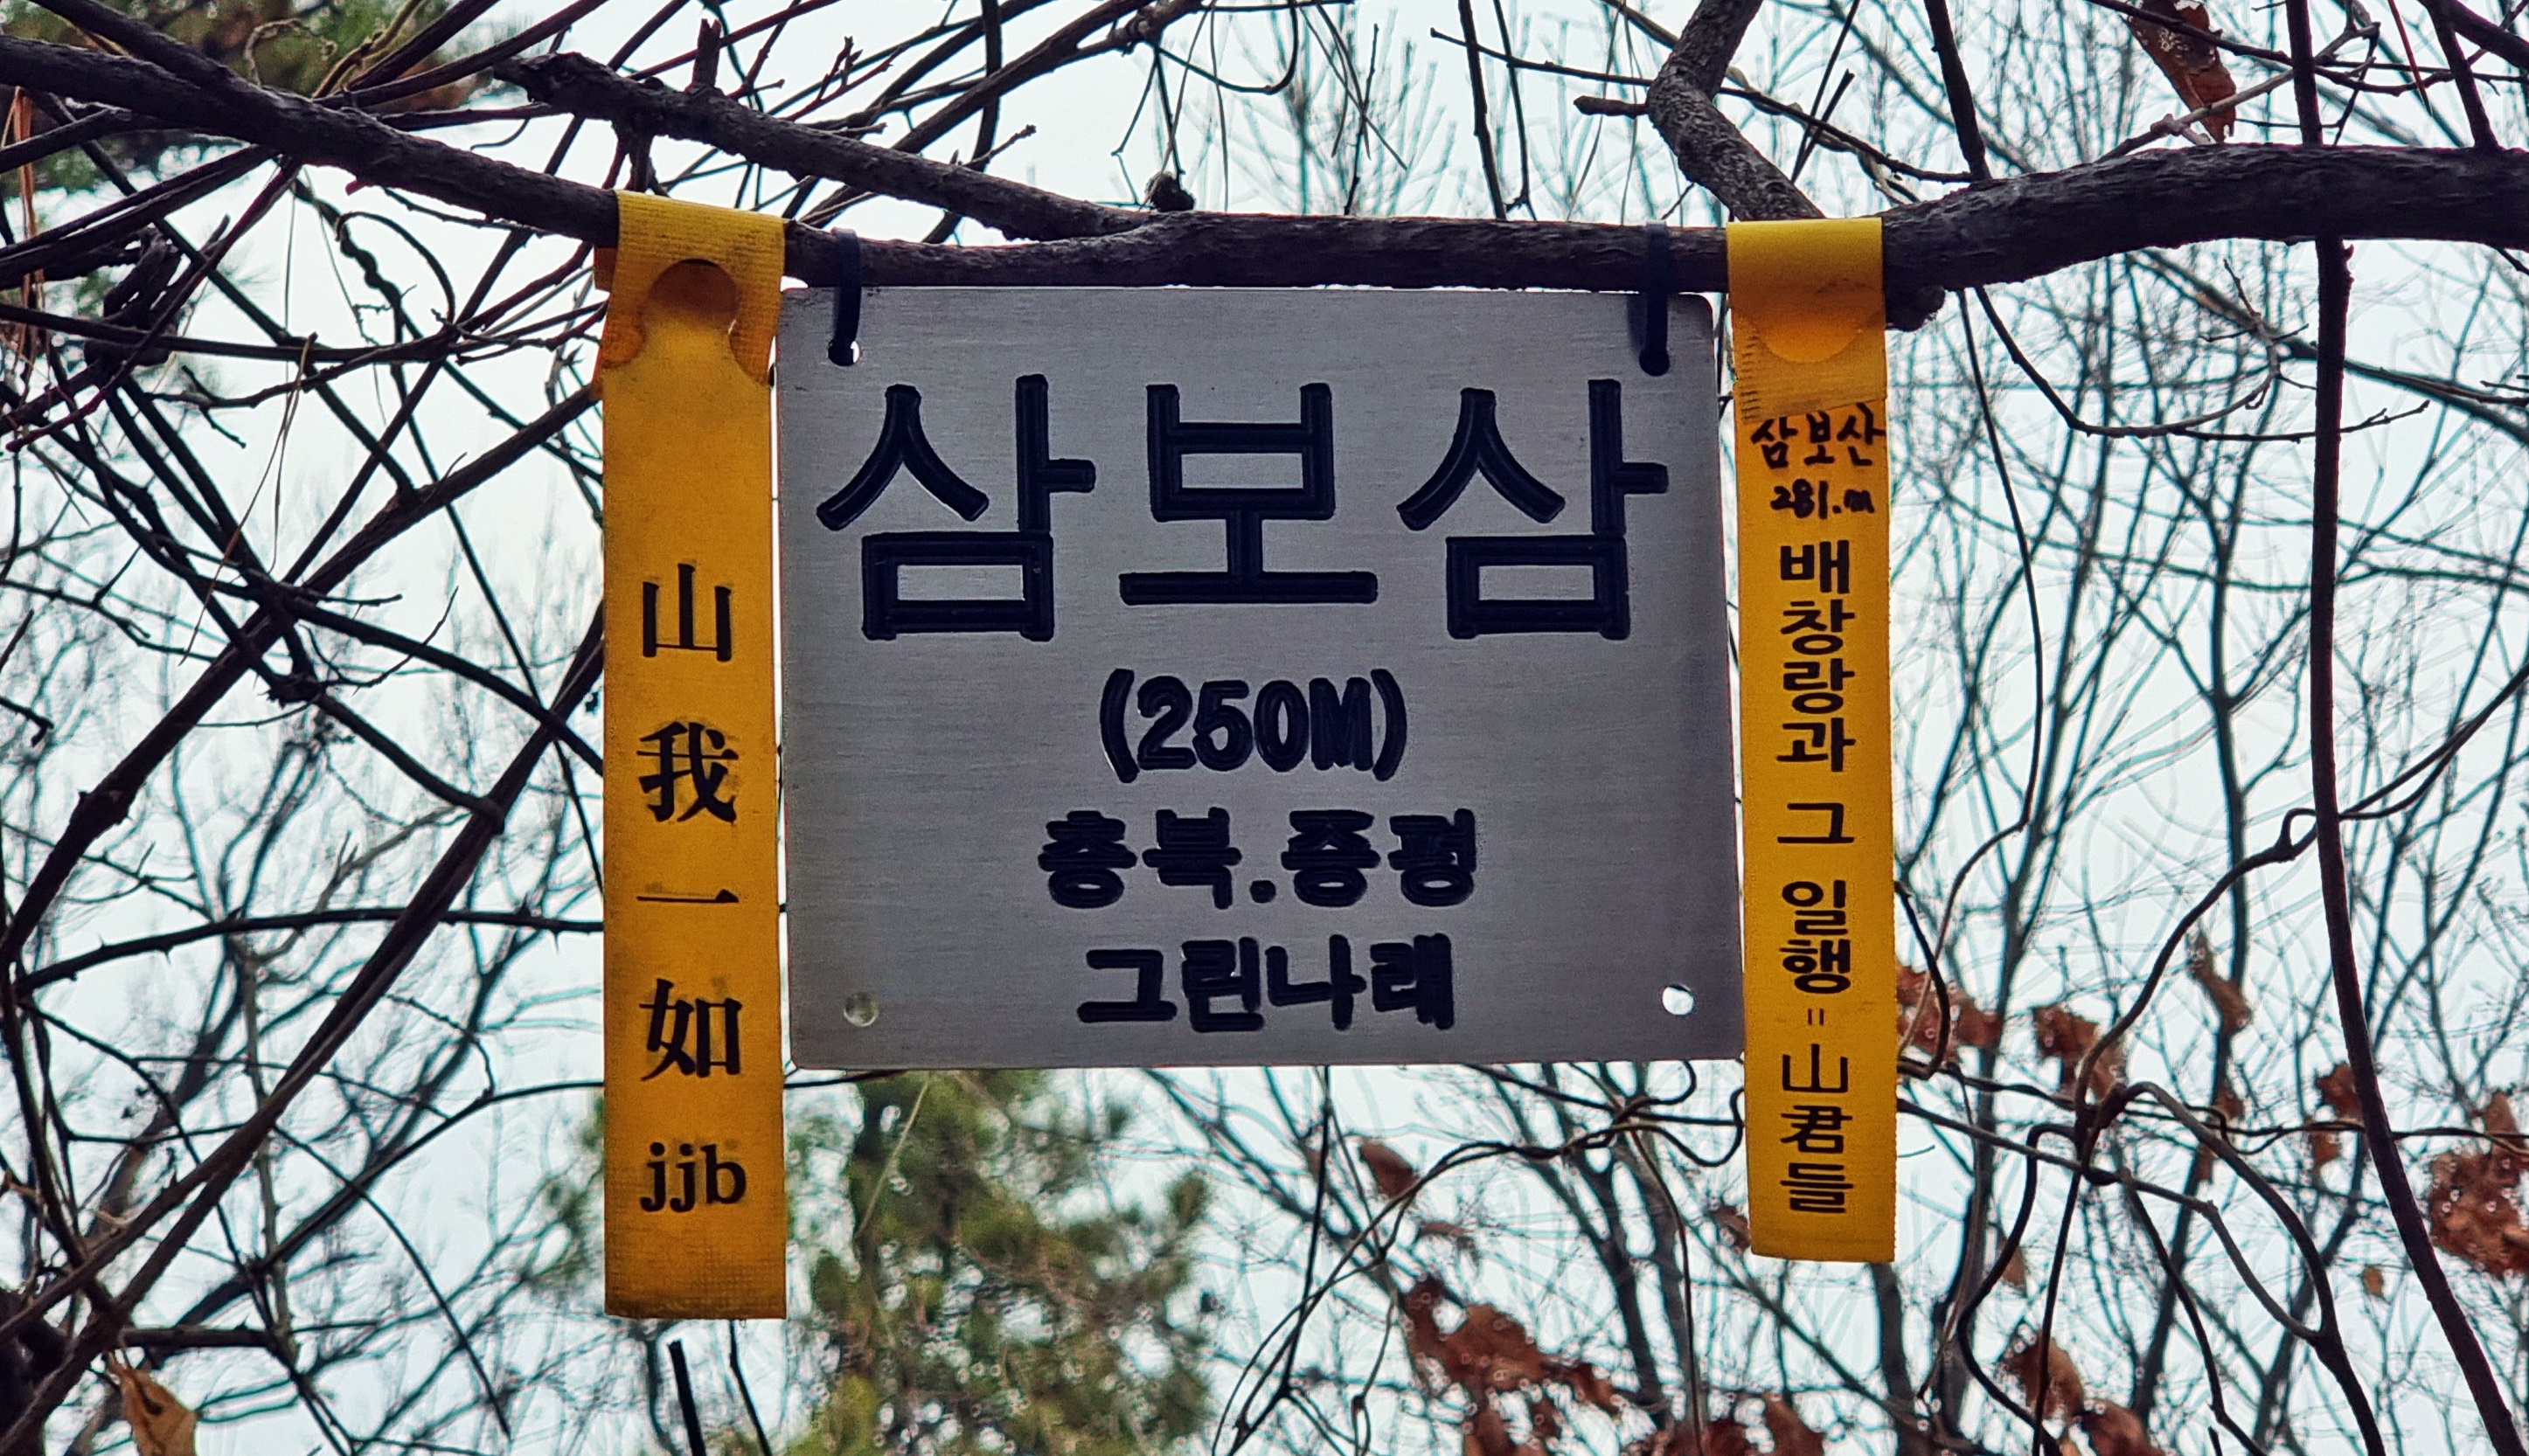 山我一如 jjb
삼보삼
(250M)
충북.증평
그린나래
삼보산
281.m
배창랑과 그 일행 = 山君들